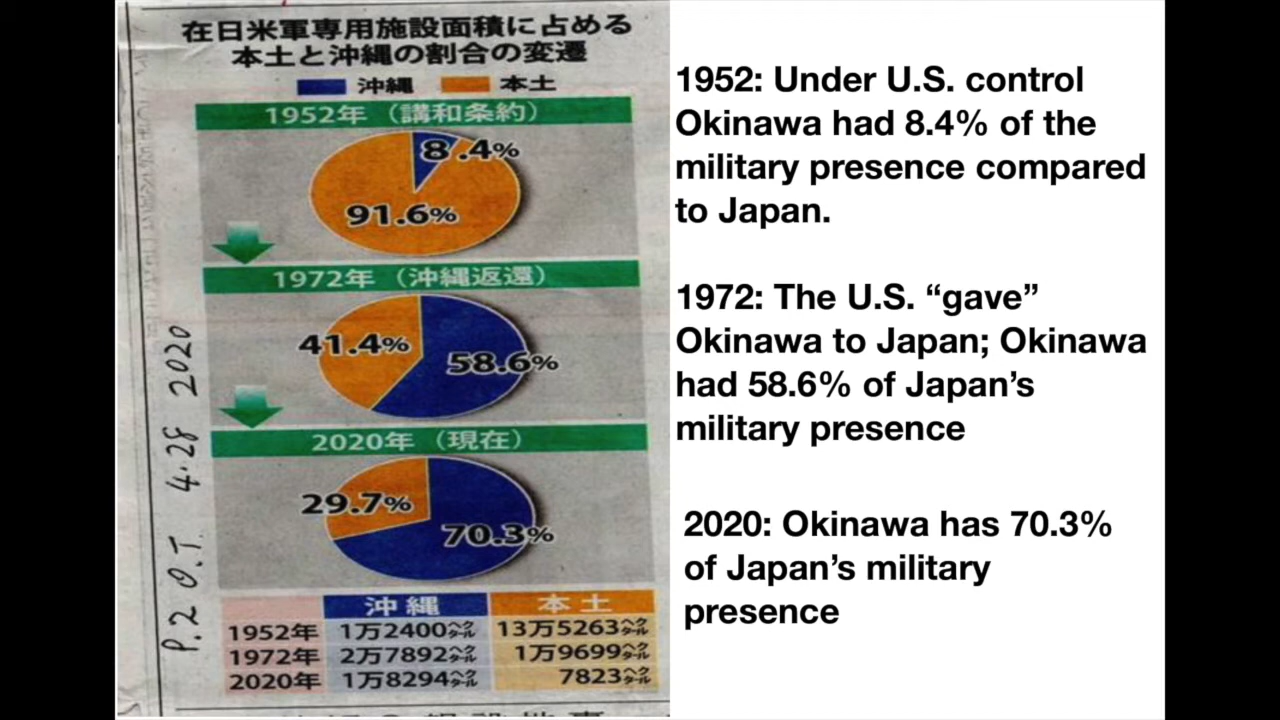 在日米軍専用施設面積に占める
本土と沖縄の割合の変遷
沖縄 本土
1952年（講和条約）
8.4%
91.6%
1972年（沖縄返還）
41.4%
58.6%
2020年（現在）
29.7%
70.3%
沖縄 本土
1952年 1万2400ヘクタール 13万5263ヘクタール
1972年 2万7892ヘクタール 1万9699ヘクタール
2020年 1万8294ヘクタール 7823ヘクタール
P.2 O.T. 4.28 2020
1952: Under U.S. control
Okinawa had 8.4% of the
military presence compared
to Japan.
1972: The U.S. “gave”
Okinawa to Japan; Okinawa
had 58.6% of Japan’s
military presence
2020: Okinawa has 70.3%
of Japan’s military
presence